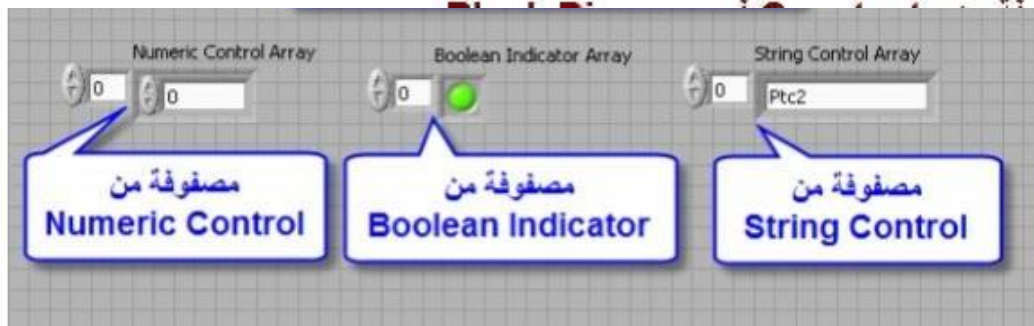 Numeric Control Array
Boolean Indicator Array
String Control Array
0
0
0
0
Ptc2
مصفوفة من
Numeric Control
مصفوفة من
Boolean Indicator
مصفوفة من
String Control